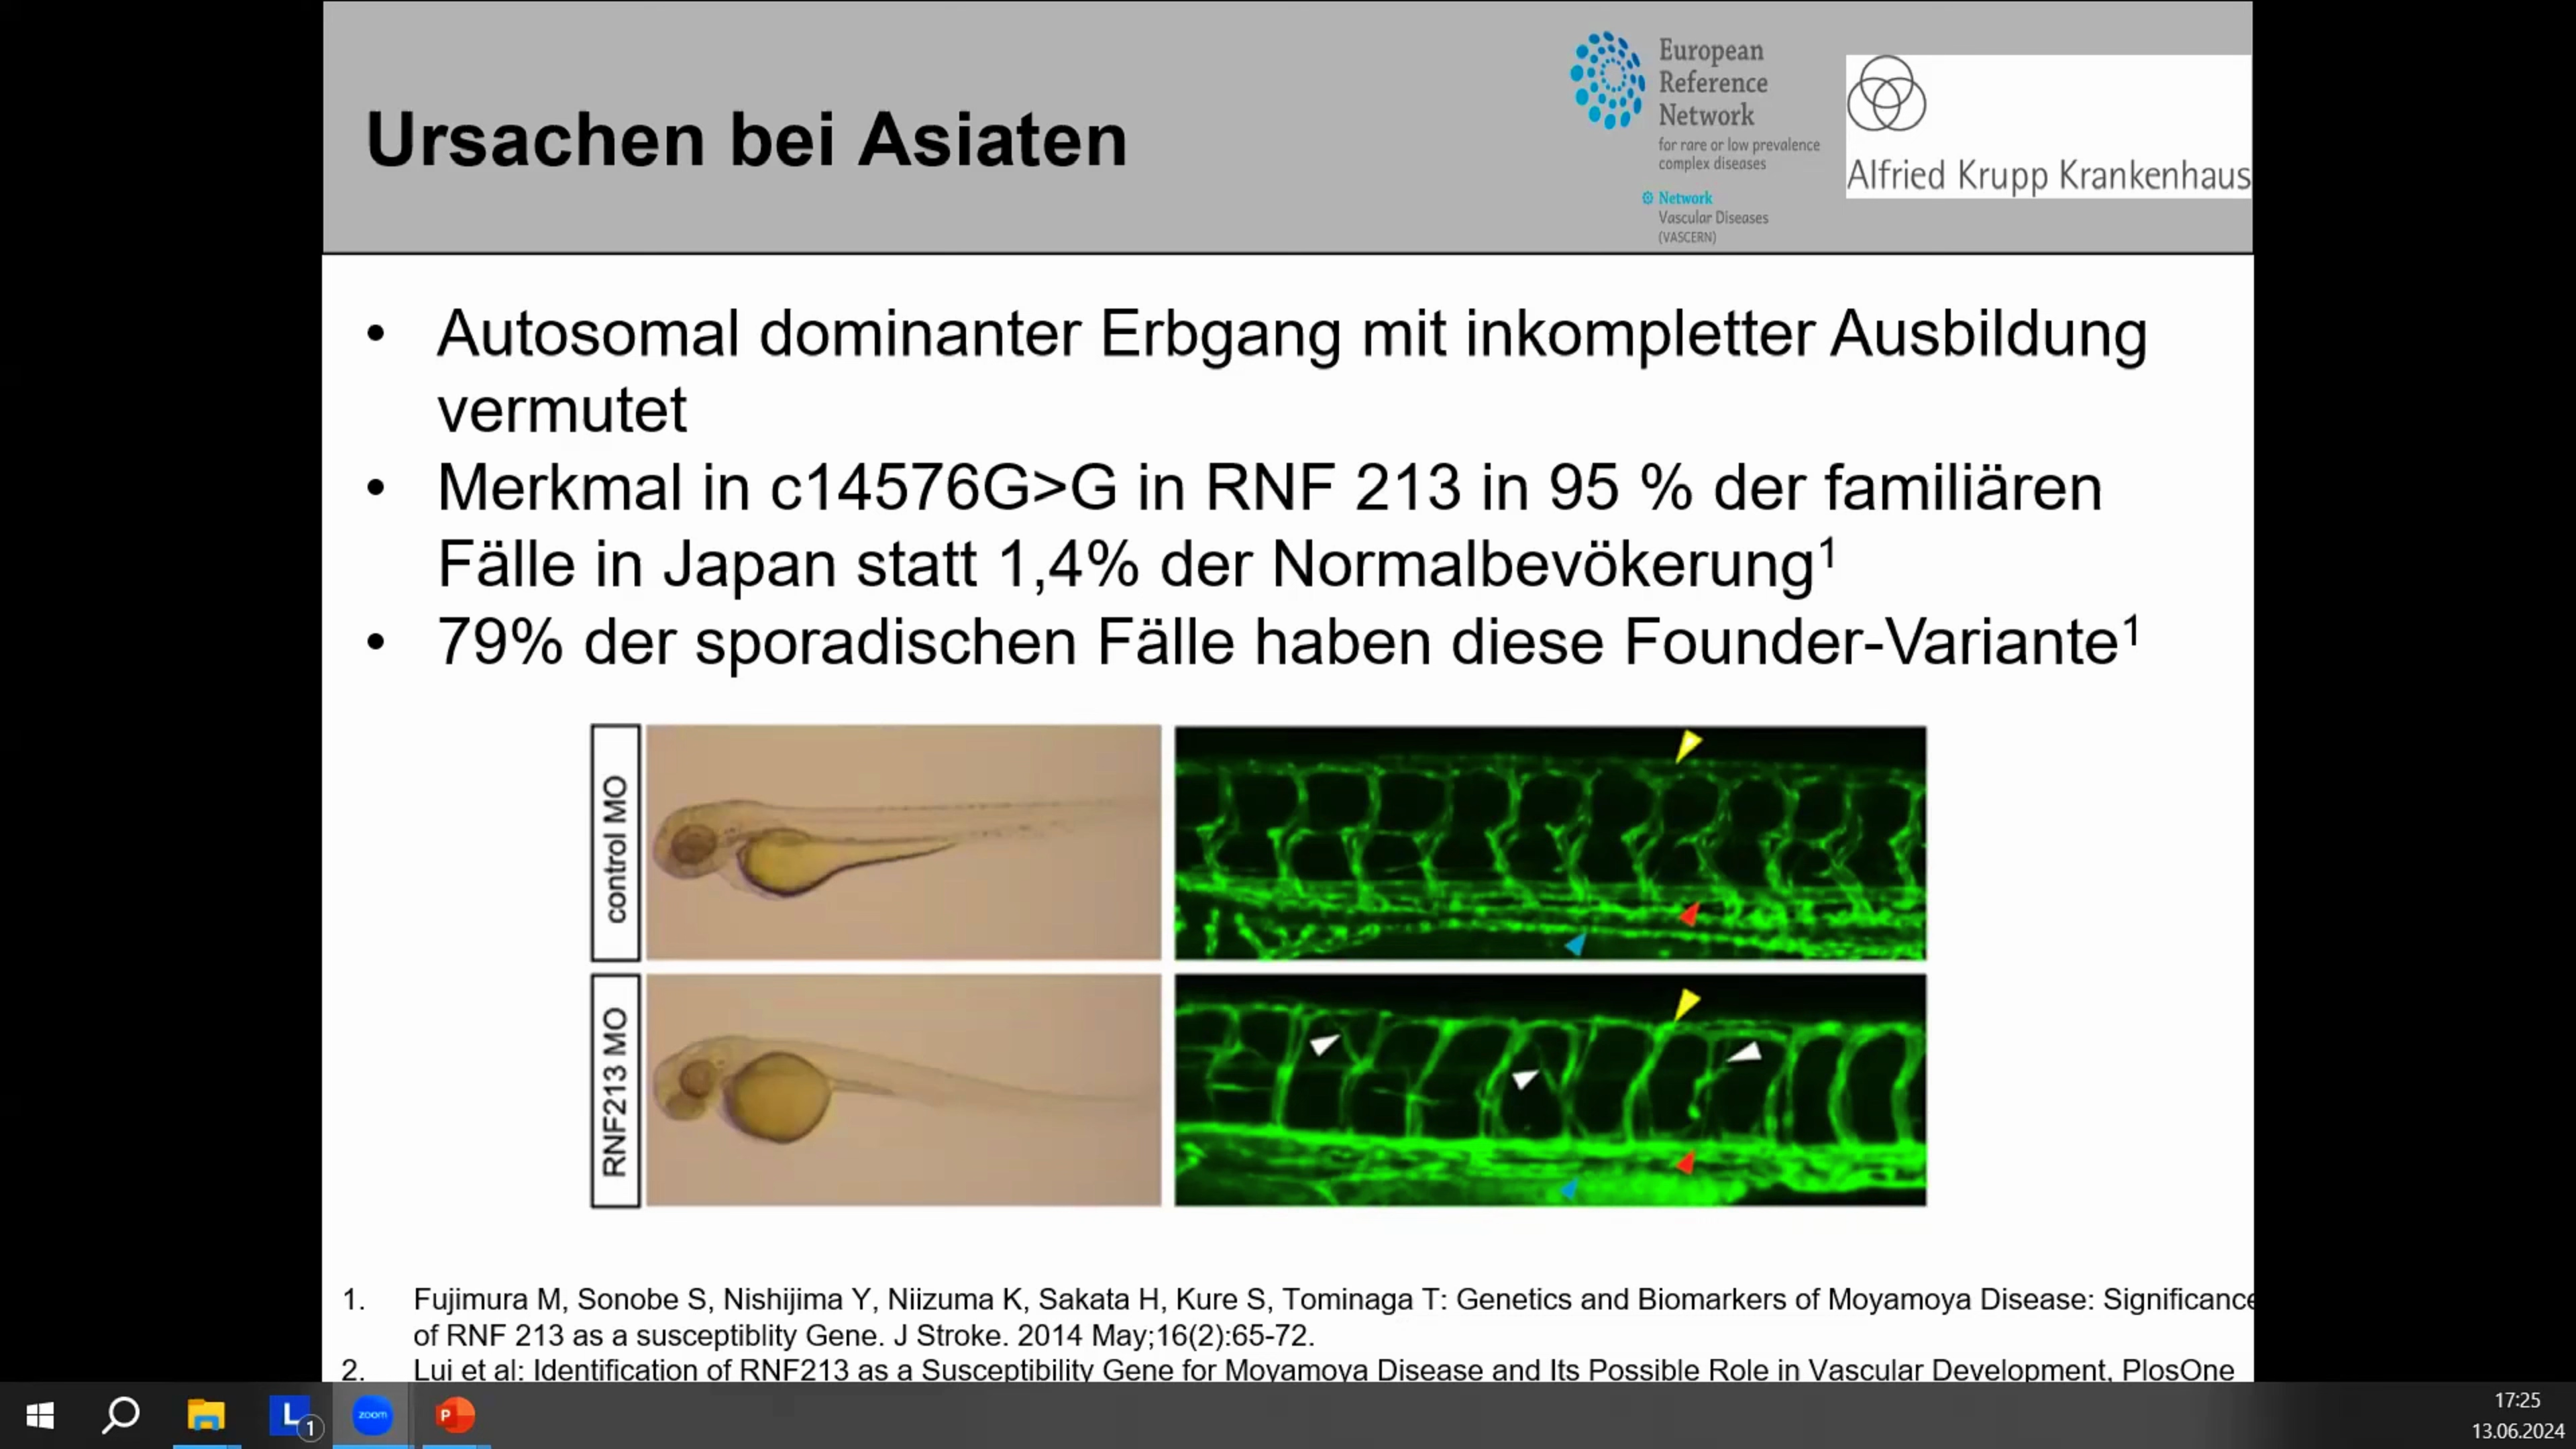 Ursachen bei Asiaten
European
Reference
Network
for rare or low prevalence
complex diseases
Network
Vascular Diseases
(VASCERN)
Alfried Krupp Krankenhaus
• Autosomal dominanter Erbgang mit inkompletter Ausbildung
vermutet
• Merkmal in c14576G>G in RNF 213 in 95 % der familiären
Fälle in Japan statt 1,4% der Normalbevökerung¹
• 79% der sporadischen Fälle haben diese Founder-Variante¹
control MO
RNF213 MO
1. Fujimura M, Sonobe S, Nishijima Y, Niizuma K, Sakata H, Kure S, Tominaga T: Genetics and Biomarkers of Moyamoya Disease: Significance
of RNF 213 as a susceptiblity Gene. J Stroke. 2014 May;16(2):65-72.
2. Lui et al: Identification of RNF213 as a Susceptibility Gene for Moyamoya Disease and Its Possible Role in Vascular Development, PlosOne
L
1
zoom
P
17:25
13.06.2024